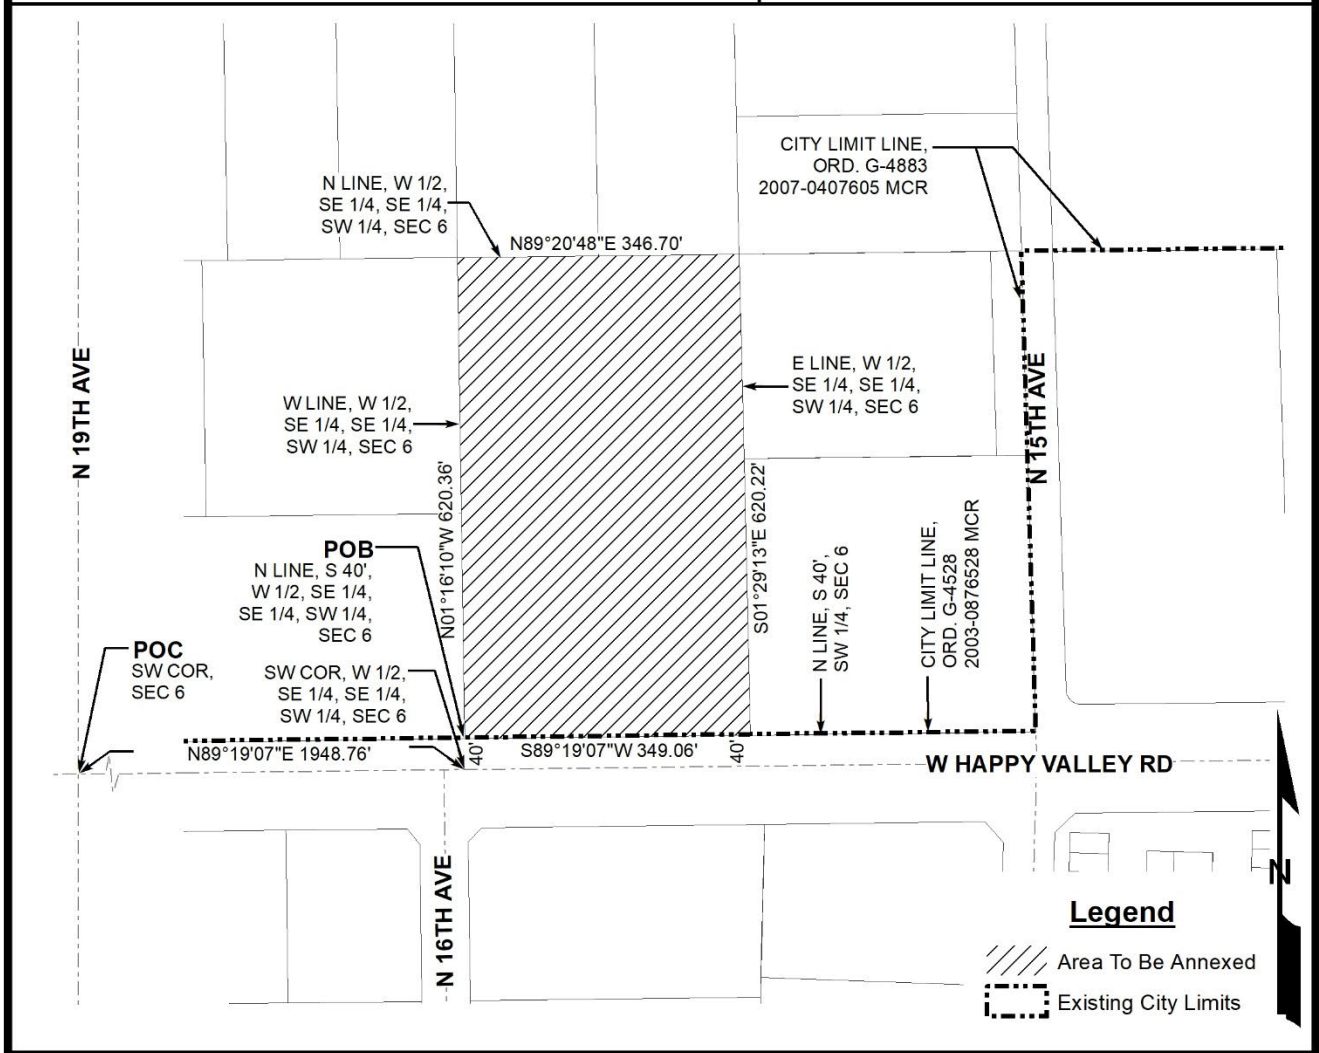 CITY LIMIT LINE,
ORD. G-4883
2007-0407605 MCR
N LINE, W 1/2,
SE 1/4, SE 1/4,
SW 1/4, SEC 6
N89°20'48"E 346.70'
N 19TH AVE
W LINE, W 1/2,
SE 1/4, SE 1/4,
SW 1/4, SEC 6
E LINE, W 1/2,
SE 1/4, SE 1/4,
SW 1/4, SEC 6
N 15TH AVE
N01°16'10"W 620.36'
S01°29'13"E 620.22'
POB
N LINE, S 40',
W 1/2, SE 1/4,
SE 1/4, SW 1/4,
SEC 6
N LINE, S 40',
SW 1/4, SEC 6
CITY LIMIT LINE,
ORD. G-4528
2003-0876528 MCR
POC
SW COR,
SEC 6
SW COR, W 1/2,
SE 1/4, SE 1/4,
SW 1/4, SEC 6
N89°19'07"E 1948.76'
40'
S89°19'07"W 349.06'
40'
W HAPPY VALLEY RD
N 16TH AVE
N
Legend
Area To Be Annexed
Existing City Limits